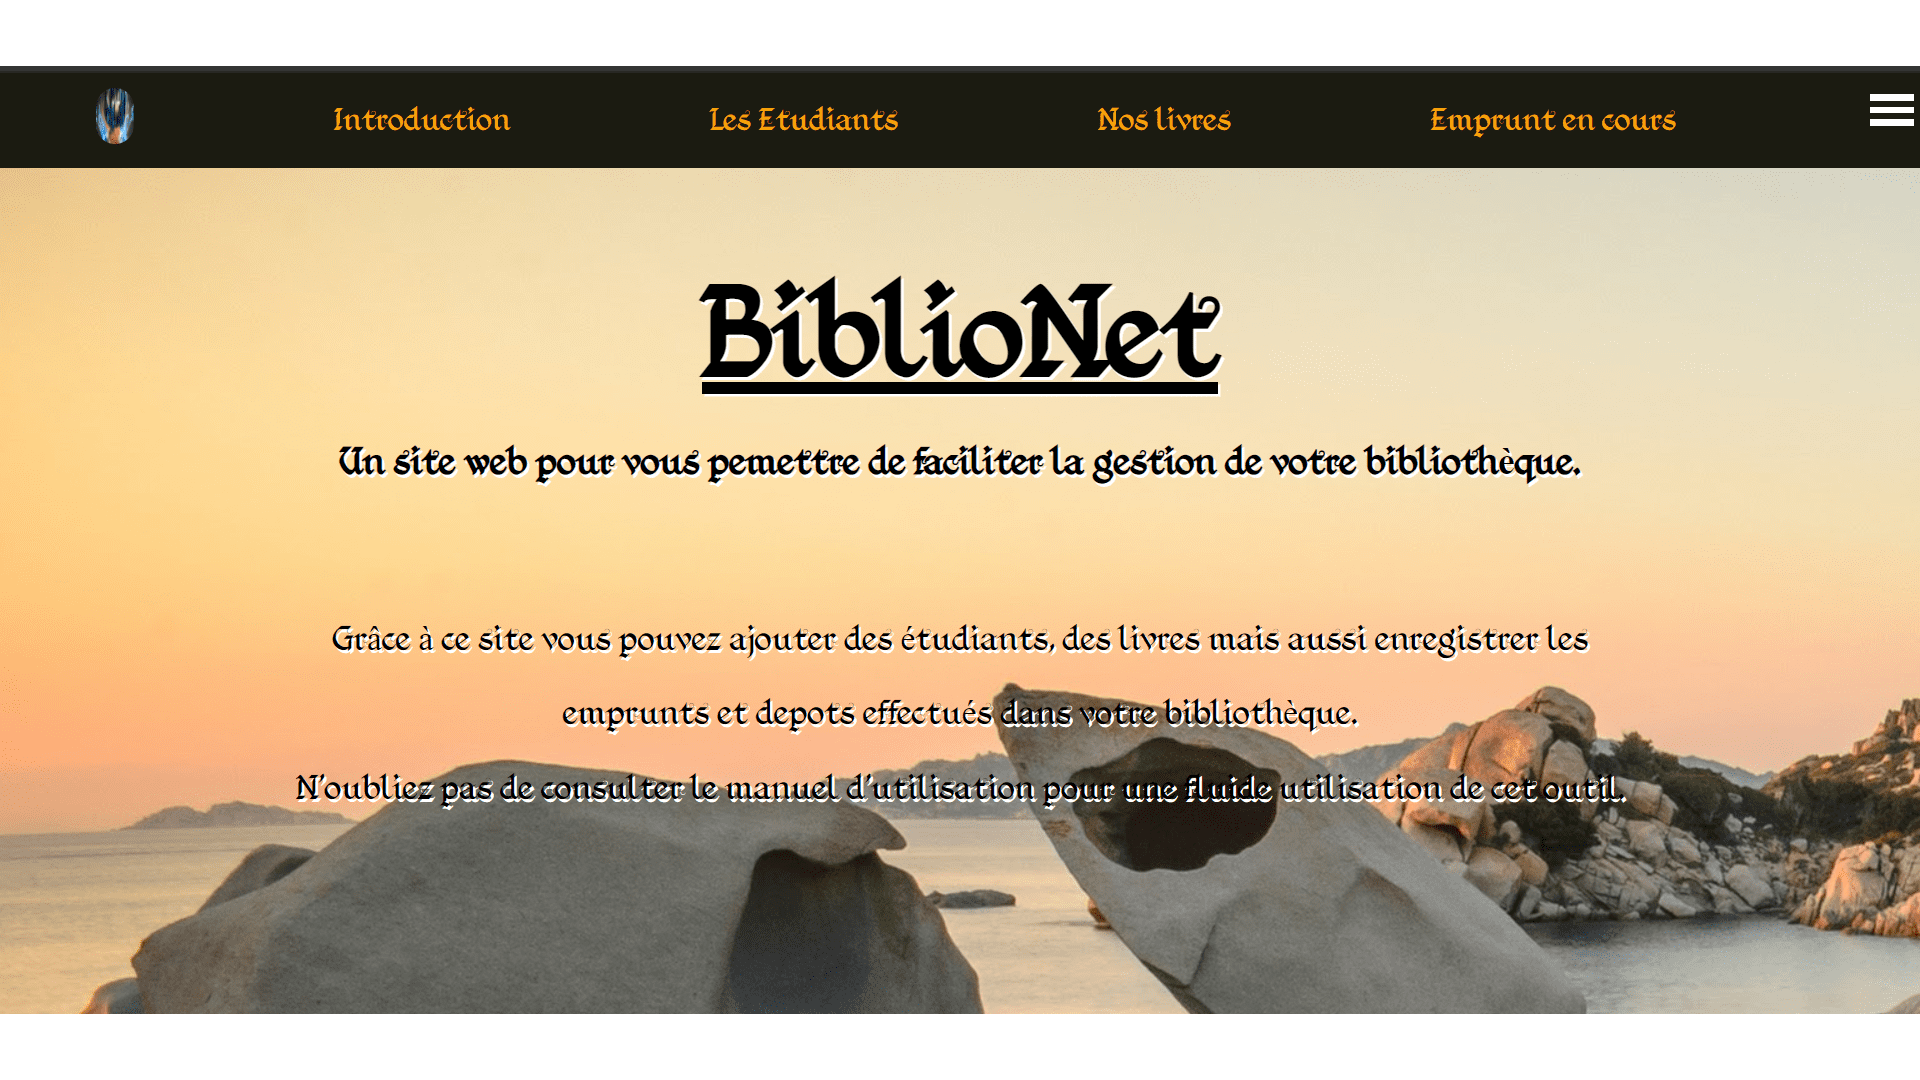 Introduction
Les Etudiants
Nos livres
Emprunt en cours
BiblioNet
Un site web pour vous pemettre de faciliter la gestion de votre bibliothèque.
Grâce à ce site vous pouvez ajouter des étudiants, des livres mais aussi enregistrer les
emprunts et depots effectués dans votre bibliothèque.
N'oubliez pas de consulter le manuel d'utilisation pour une fluide utilisation de cet outil.